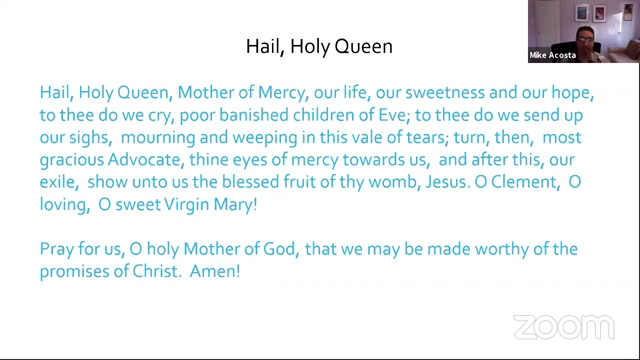 Hail, Holy Queen
Mike Acosta
Hail, Holy Queen, Mother of Mercy, our life, our sweetness and our hope,
to thee do we cry, poor banished children of Eve; to thee do we send up
our sighs, mourning and weeping in this vale of tears; turn, then, most
gracious Advocate, thine eyes of mercy towards us, and after this, our
exile, show unto us the blessed fruit of thy womb, Jesus. O Clement, O
loving, O sweet Virgin Mary!
Pray for us, O holy Mother of God, that we may be made worthy of the
promises of Christ. Amen!
zoom